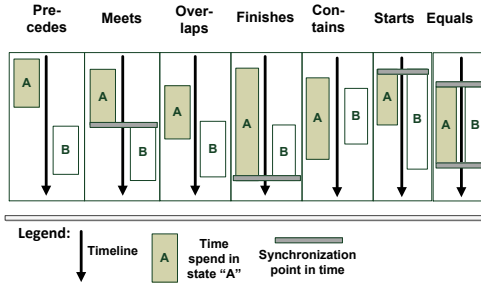 Pre-
cedes
Meets
Over-
laps
Finishes
Con-
tains
Starts
Equals
A
B
A
B
A
B
A
B
A
B
A
B
A
B
Legend:
Timeline
A
Time
spend in
state “A”
Synchronization
point in time